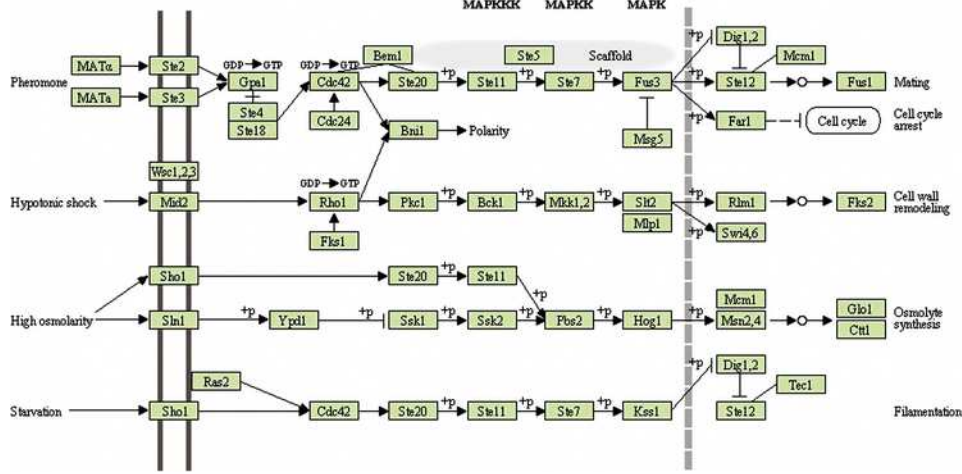 MAPKKK MAPKK MAPK
Pheromone
MATα Ste2
MATa Ste3
GDP GTP
Gpa1
Ste4
Ste18
GDP GTP
Cdc42
Cdc24
Bem1
Ste20 +p Ste11 +p Ste7 +p Fus3
Ste5 Scaffold
Bni1 Polarity
Msg5
+p Dig1,2
+p Ste12 Mcm1 Fus1 Mating
+p Far1 Cell cycle Cell cycle
arrest
Wsc1,2,3
Hypotonic shock Mid2
GDP GTP
Rho1 Pkc1 +p Bck1 +p Mkk1,2 +p Slt2 +p Rlm1 Fks2 Cell wall
remodeling
Fks1
Mlp1
+p Swi4,6
Sho1 Ste20 +p Ste11 +p
High osmolarity Sln1 +p Ypd1 +p Ssk1 +p Ssk2 +p Pbs2 +p Hog1 +p
Mcm1
Msn2,4
Glo1
Ctt1
Osmolyte
synthesis
Ras2
Starvation Sho1 Cdc42 Ste20 +p Ste11 +p Ste7 +p Kss1
+p Dig1,2
Ste12 Tec1 Filamentation